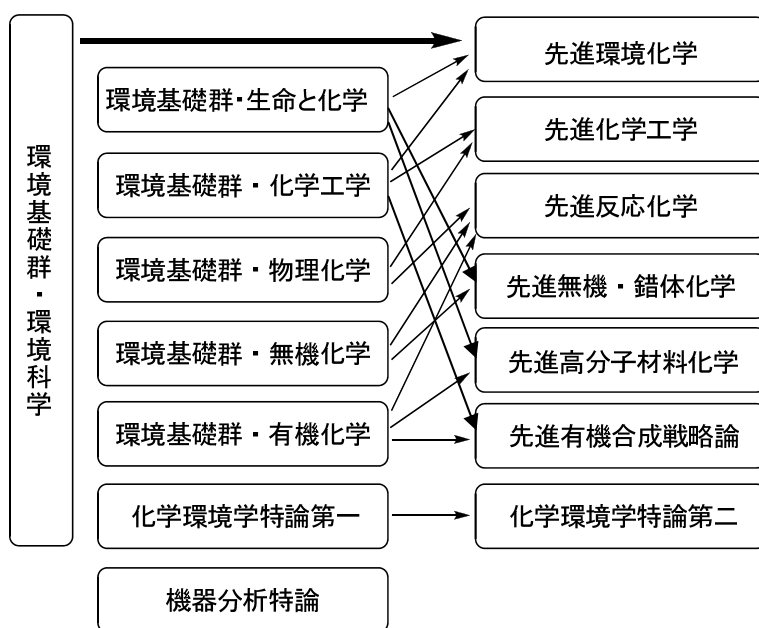 環境基礎群・環境科学
環境基礎群・生命と化学
環境基礎群・化学工学
環境基礎群・物理化学
環境基礎群・無機化学
環境基礎群・有機化学
化学環境学特論第一
機器分析特論
先進環境化学
先進化学工学
先進反応化学
先進無機・錯体化学
先進高分子材料化学
先進有機合成戦略論
化学環境学特論第二